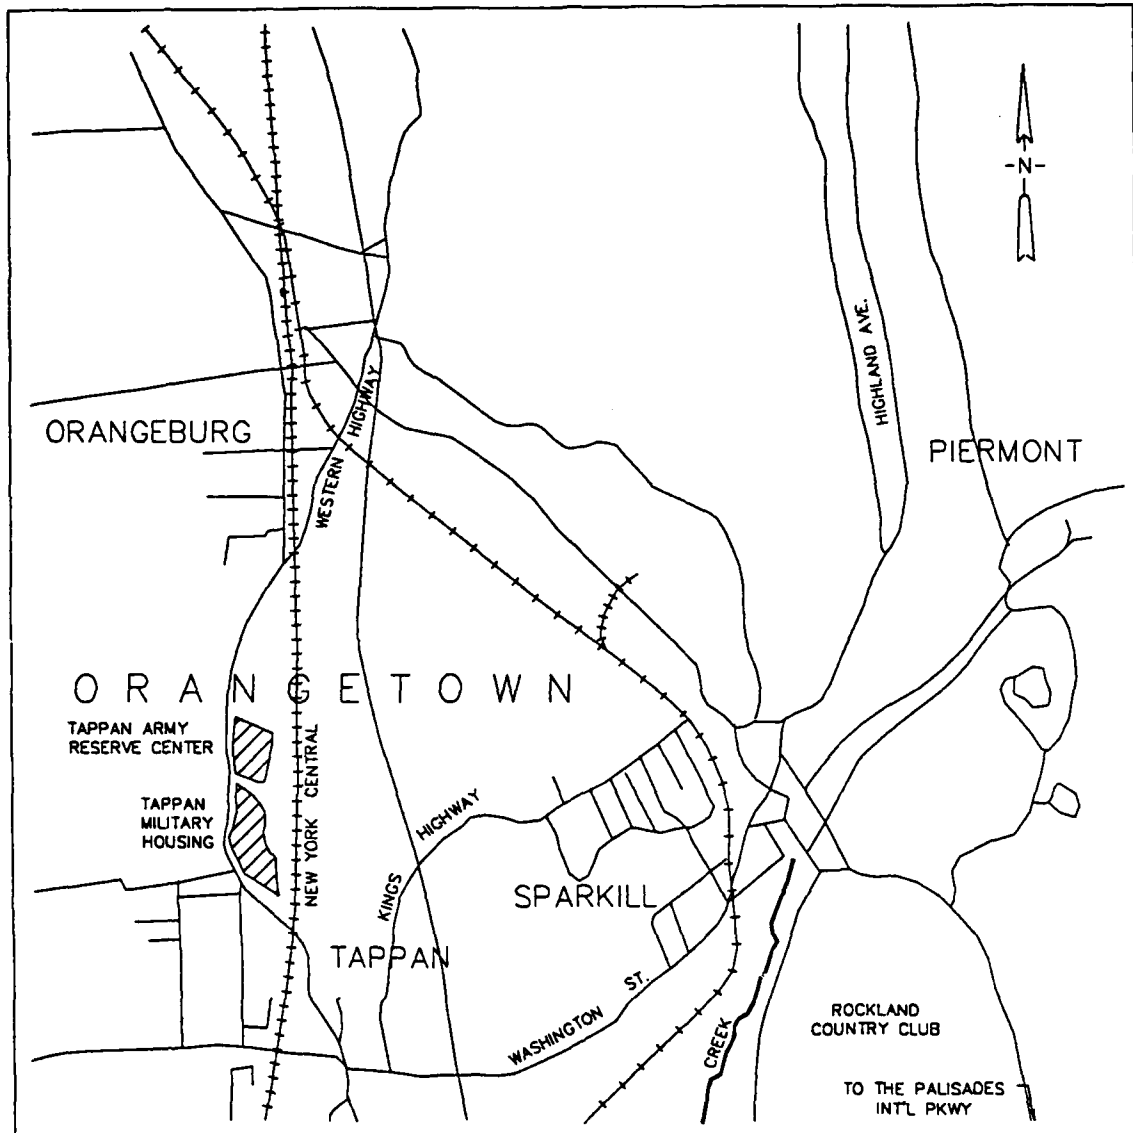 -N-
HIGHLAND AVE.
WESTERN HIGHWAY
ORANGEBURG
PIERMONT
ORANGETOWN
TAPPAN ARMY
RESERVE CENTER
NEW YORK CENTRAL
TAPPAN
MILITARY
HOUSING
KINGS HIGHWAY
SPARKILL
TAPPAN
WASHINGTON ST.
CREEK
ROCKLAND
COUNTRY CLUB
TO THE PALISADES
INT'L PKWY